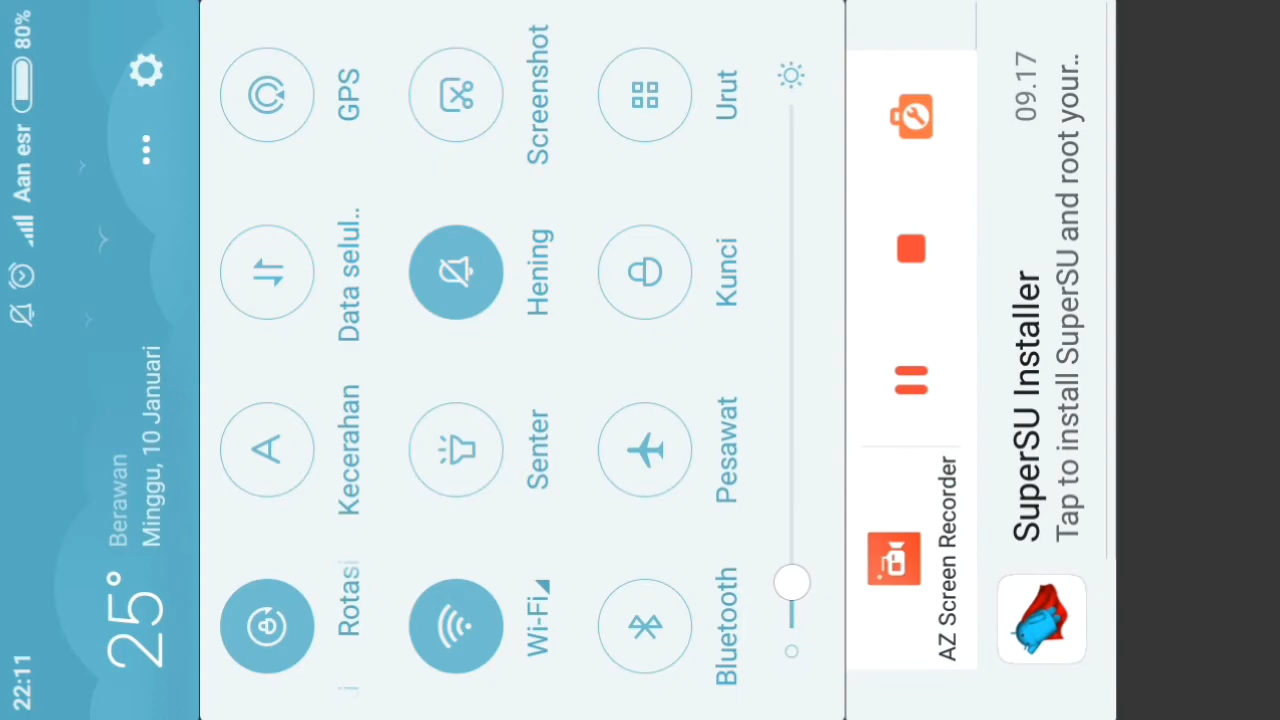 22:11
Aan esr
80%
25°
Berawan
Minggu, 10 Januari
Rotasi
Kecerahan
Data selul..
GPS
Wi-Fi
Senter
Hening
Screenshot
Bluetooth
Pesawat
Kunci
Urut
AZ Screen Recorder
SuperSU Installer
09.17
Tap to install SuperSU and root your..